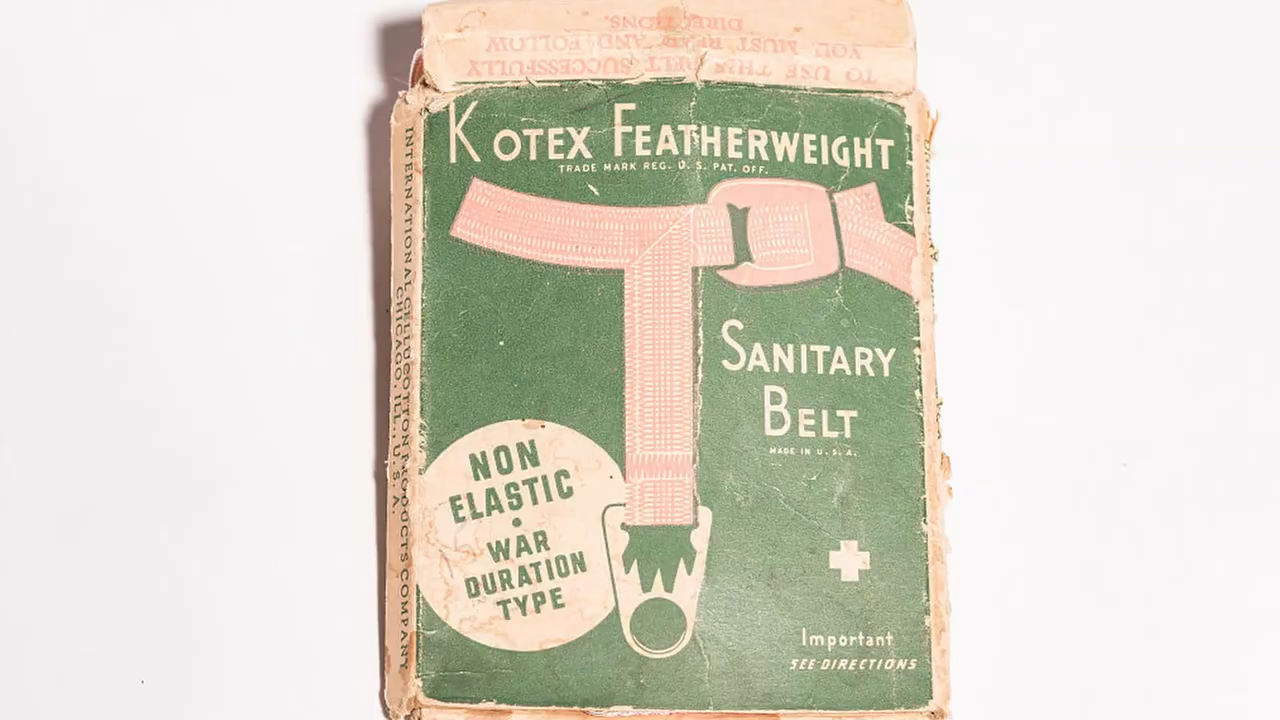 TO USE THIS BELT SUCCESSFULLY
YOU MUST READ AND FOLLOW
DIRECTIONS.
KOTEX FEATHERWEIGHT
TRADE MARK REG. U. S. PAT. OFF.
SANITARY
BELT
MADE IN U. S. A.
NON
ELASTIC
•
WAR
DURATION
TYPE
Important
SEE DIRECTIONS
INTERNATIONAL CELLUCOTTON PRODUCTS COMPANY
CHICAGO, ILL., U. S. A.